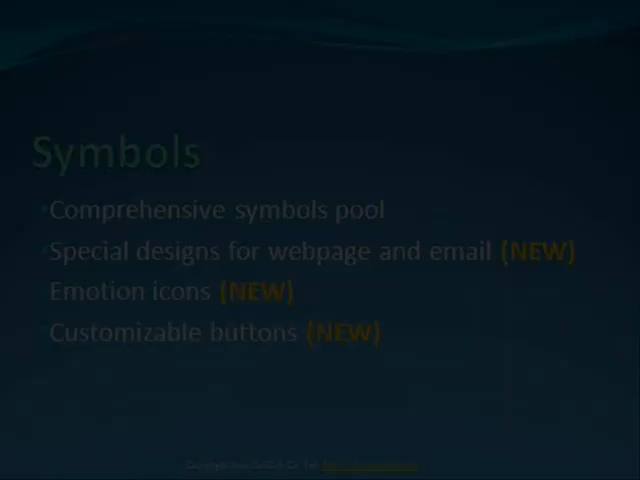 Symbols
•Comprehensive symbols pool
•Special designs for webpage and email (NEW)
Emotion icons (NEW)
•Customizable buttons (NEW)